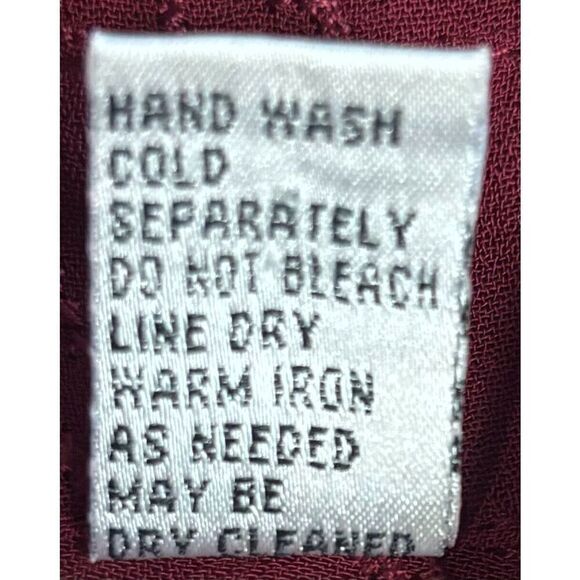 HAND WASH
COLD
SEPARATELY
DO NOT BLEACH
LINE DRY
WARM IRON
AS NEEDED
MAY BE
DRY CLEANED